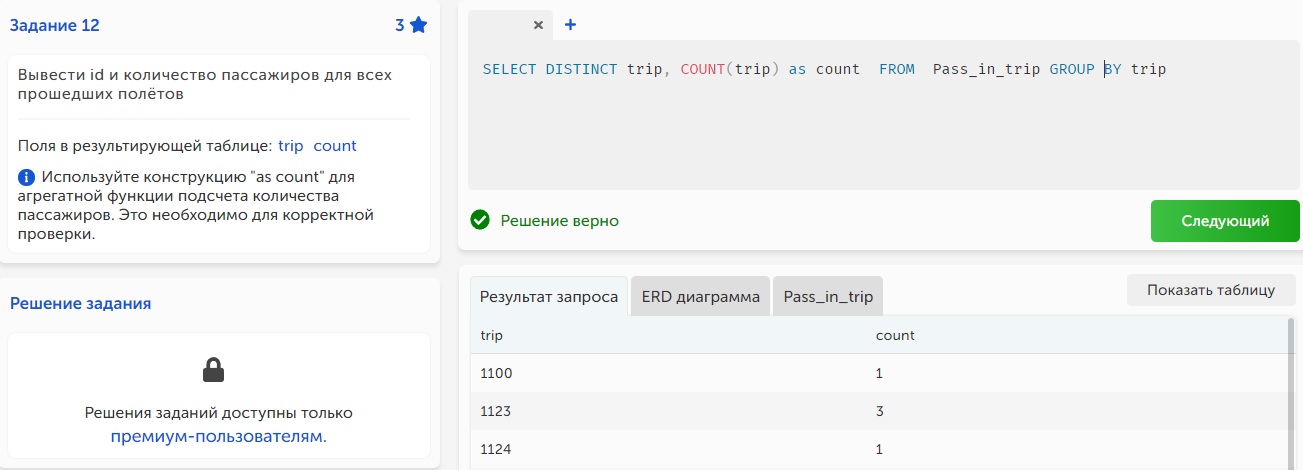 Задание 12
3
Вывести id и количество пассажиров для всех
прошедших полётов
Поля в результирующей таблице: trip count
Используйте конструкцию "as count" для
агрегатной функции подсчета количества
пассажиров. Это необходимо для корректной
проверки.
Решение задания
Решения заданий доступны только
премиум-пользователям.
SELECT DISTINCT trip, COUNT(trip) as count  FROM  Pass_in_trip GROUP BY trip
Решение верно
Следующий
Результат запроса
ERD диаграмма
Pass_in_trip
Показать таблицу
trip count
1100 1
1123 3
1124 1